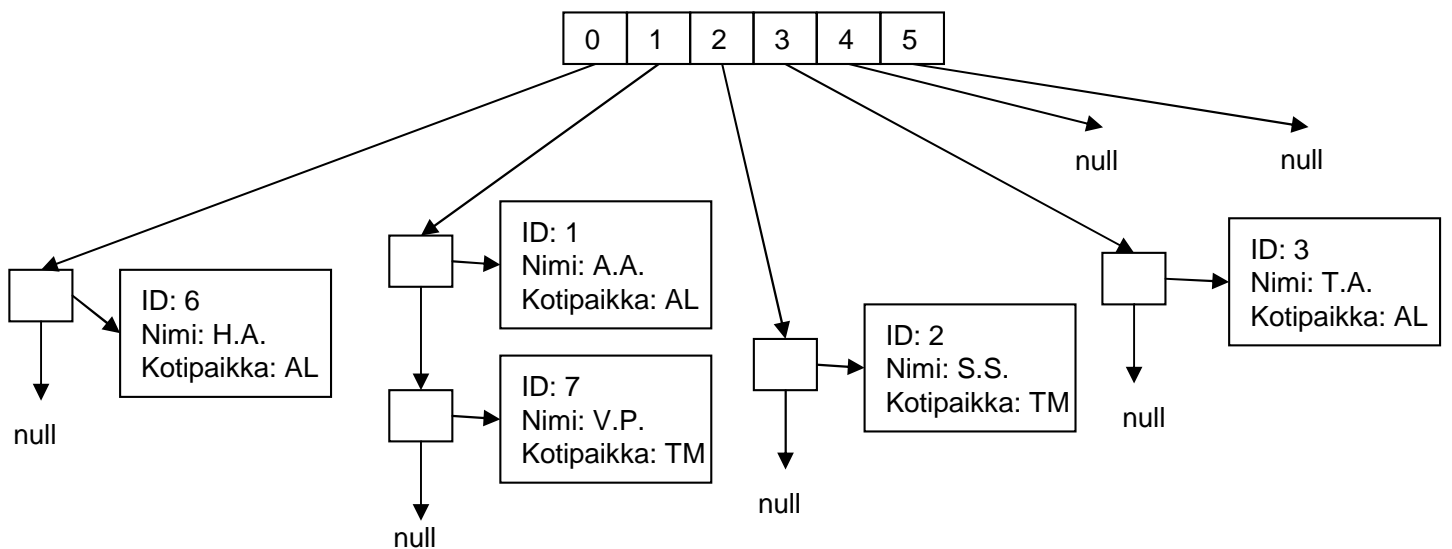 0 1 2 3 4 5
null
null
ID: 6
Nimi: H.A.
Kotipaikka: AL
null
ID: 1
Nimi: A.A.
Kotipaikka: AL
ID: 7
Nimi: V.P.
Kotipaikka: TM
null
ID: 2
Nimi: S.S.
Kotipaikka: TM
null
ID: 3
Nimi: T.A.
Kotipaikka: AL
null